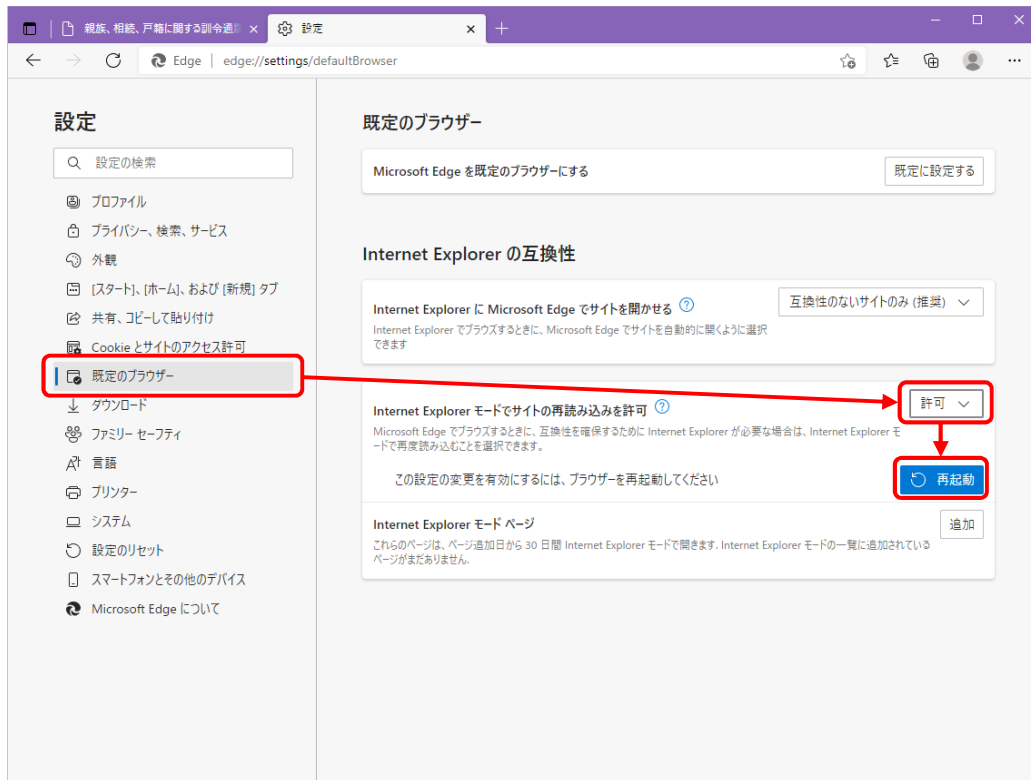 親族、相続、戸籍に関する訓令通
設定
Edge | edge://settings/defaultBrowser
設定
設定の検索
プロファイル
プライバシー、検索、サービス
外観
[スタート]、[ホーム]、および [新規] タブ
共有、コピーして貼り付け
Cookie とサイトのアクセス許可
既定のブラウザー
ダウンロード
ファミリー セーフティ
言語
プリンター
システム
設定のリセット
スマートフォンとその他のデバイス
Microsoft Edge について
既定のブラウザー
Microsoft Edge を既定のブラウザーにする
既定に設定する
Internet Explorer の互換性
Internet Explorer に Microsoft Edge でサイトを開かせる
互換性のないサイトのみ (推奨)
Internet Explorer でブラウズするときに、Microsoft Edge でサイトを自動的に開くように選択
できます
Internet Explorer モードでサイトの再読み込みを許可
許可
Microsoft Edge でブラウズするときに、互換性を確保するために Internet Explorer が必要な場合は、Internet Explorer モ
ードで再度読み込むことを選択できます。
この設定の変更を有効にするには、ブラウザーを再起動してください
再起動
Internet Explorer モード ページ
追加
これらのページは、ページ追加日から 30 日間 Internet Explorer モードで開きます. Internet Explorer モードの一覧に追加されている
ページがまだありません.